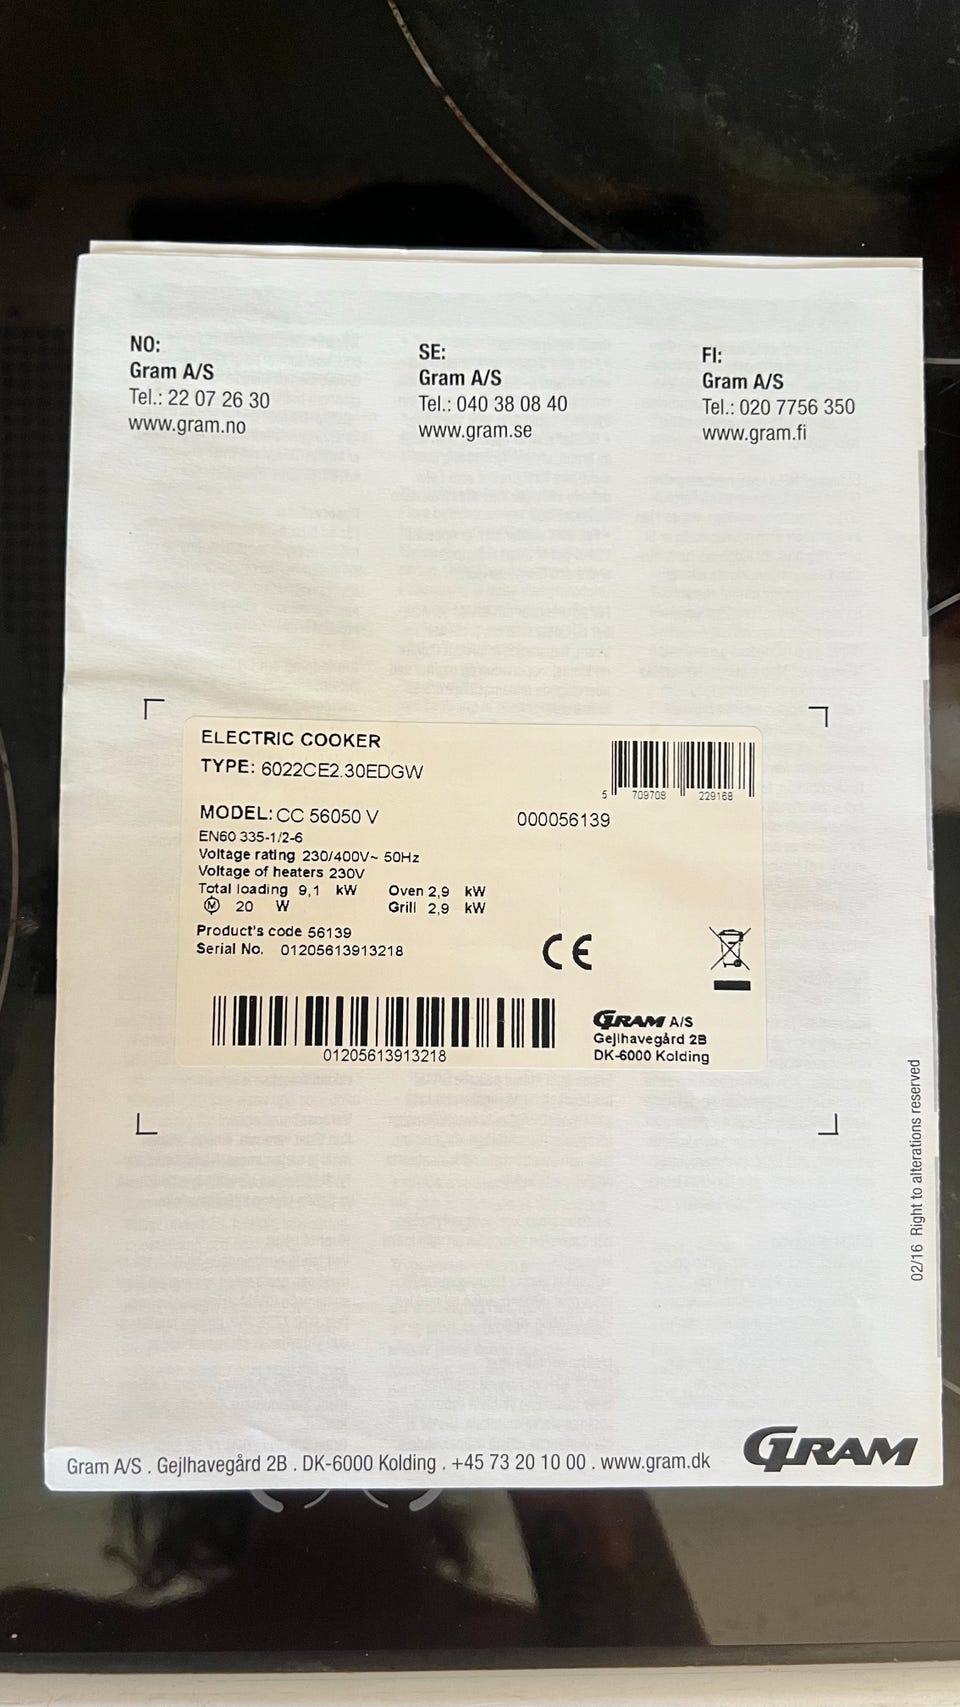 NO:
Gram A/S
Tel.: 22 07 26 30
www.gram.no
SE:
Gram A/S
Tel.: 040 38 08 40
www.gram.se
FI:
Gram A/S
Tel.: 020 7756 350
www.gram.fi
ELECTRIC COOKER
TYPE: 6022CE2.30EDGW
5 709708 229168
MODEL: CC 56050 V 000056139
EN60 335-1/2-6
Voltage rating 230/400V~ 50Hz
Voltage of heaters 230V
Total loading 9,1 kW Oven 2,9 kW
M 20 W Grill 2,9 kW
Product's code 56139
Serial No. 01205613913218
CE
01205613913218
GRAM A/S
Gejlhavegård 2B
DK-6000 Kolding
02/16 Right to alterations reserved
Gram A/S . Gejlhavegård 2B . DK-6000 Kolding . +45 73 20 10 00 . www.gram.dk
GRAM